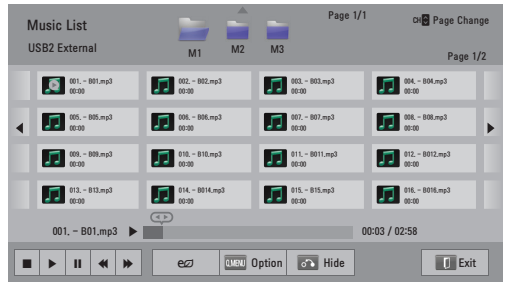 Music List
USB2 External
M1
M2
M3
Page 1/1
CH Page Change
Page 1/2
001. – B01.mp3
00:00
002. – B02.mp3
00:00
003. – B03.mp3
00:00
004. – B04.mp3
00:00
005. – B05.mp3
00:00
006. – B06.mp3
00:00
007. – B07.mp3
00:00
008. – B08.mp3
00:00
009. – B09.mp3
00:00
010. – B10.mp3
00:00
011. – B011.mp3
00:00
012. – B012.mp3
00:00
013. – B13.mp3
00:00
014. – B014.mp3
00:00
015. – B15.mp3
00:00
016. – B016.mp3
00:00
001. – B01.mp3
00:03 / 02:58
e
Q.MENU Option
Hide
Exit